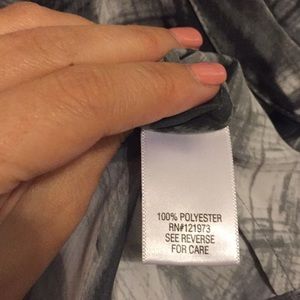 100% POLYESTER
RN#121973
SEE REVERSE
FOR CARE